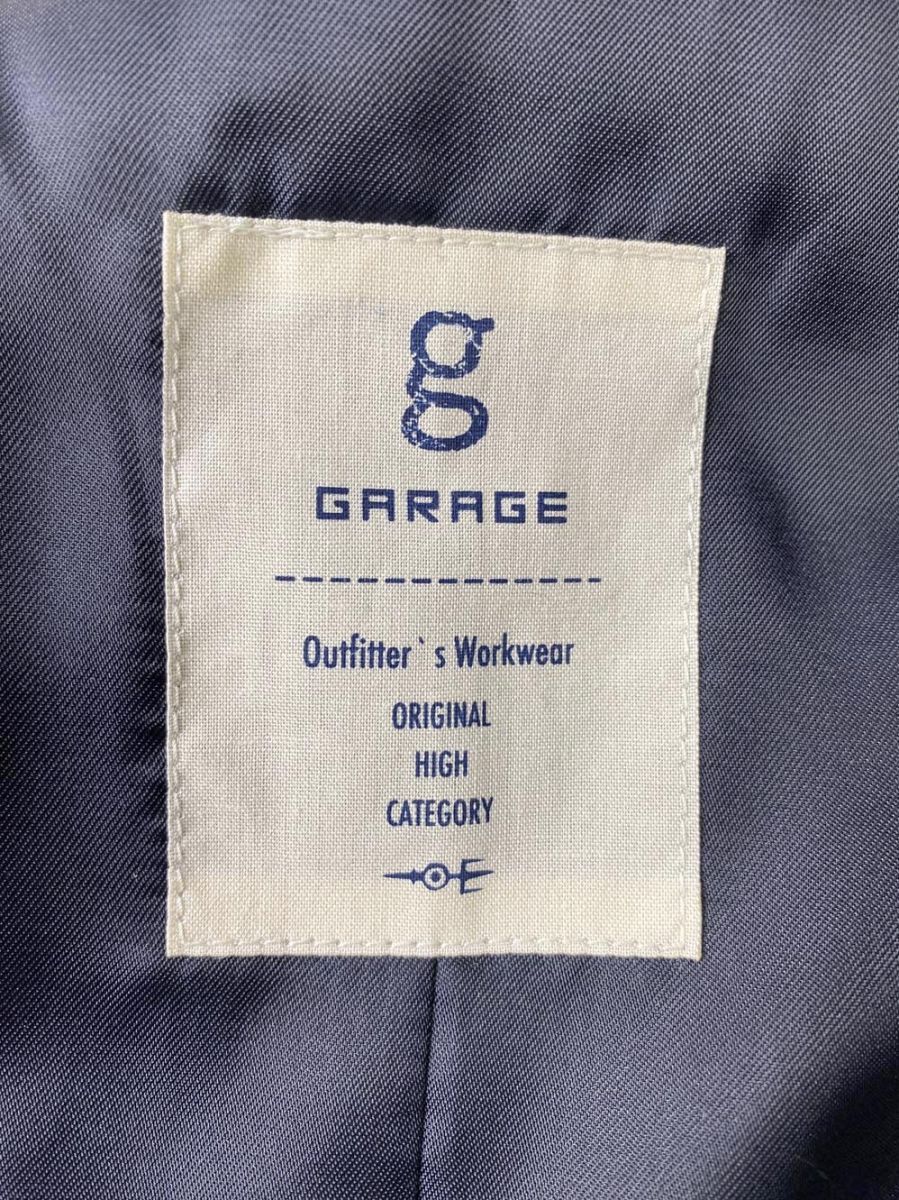 g
GARAGE
Outfitter`s Workwear
ORIGINAL
HIGH
CATEGORY
E